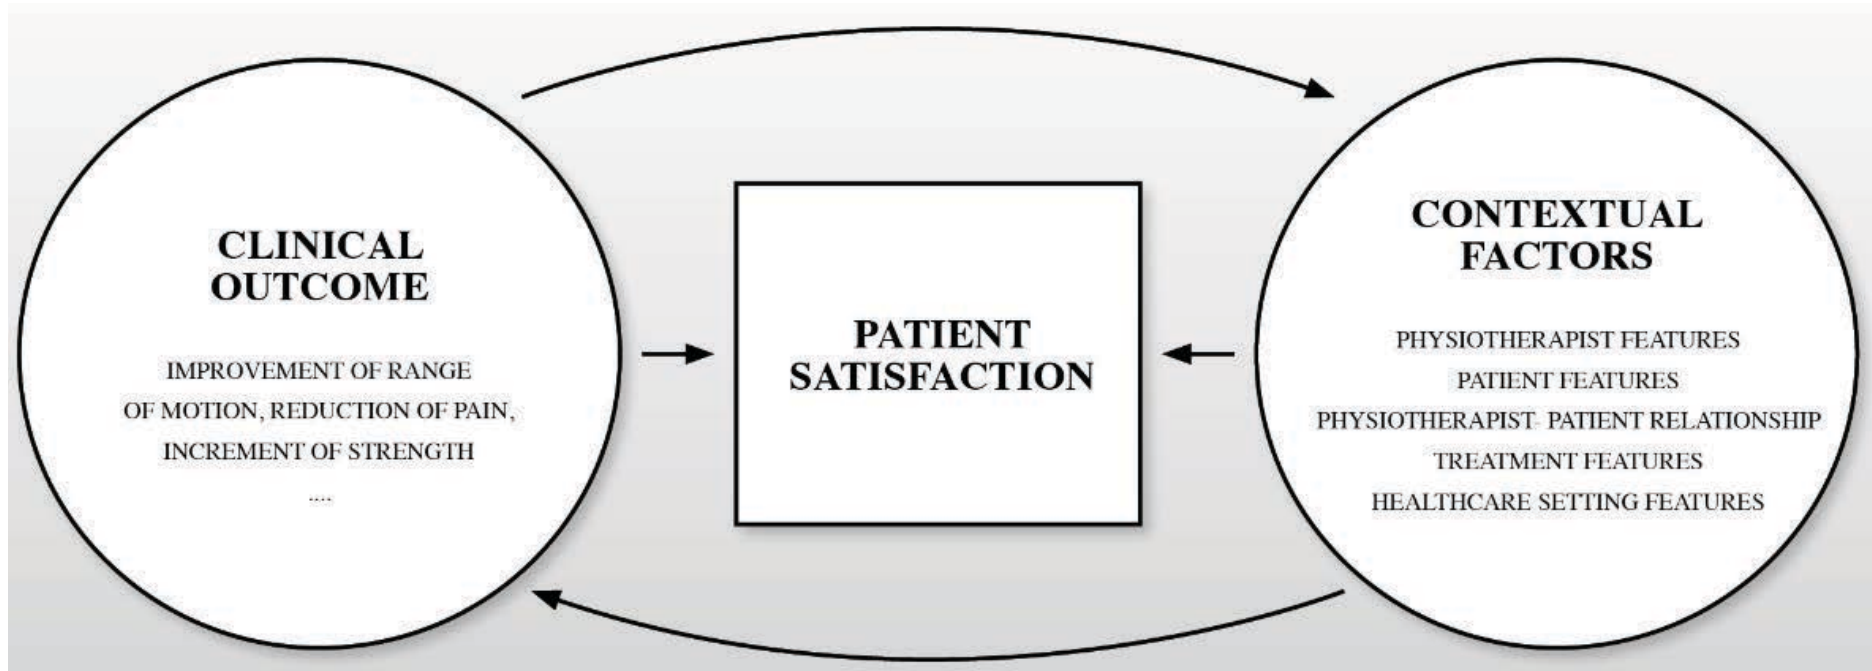 CLINICAL
OUTCOME
IMPROVEMENT OF RANGE
OF MOTION, REDUCTION OF PAIN,
INCREMENT OF STRENGTH
....
PATIENT
SATISFACTION
CONTEXTUAL
FACTORS
PHYSIOTHERAPIST FEATURES
PATIENT FEATURES
PHYSIOTHERAPIST- PATIENT RELATIONSHIP
TREATMENT FEATURES
HEALTHCARE SETTING FEATURES